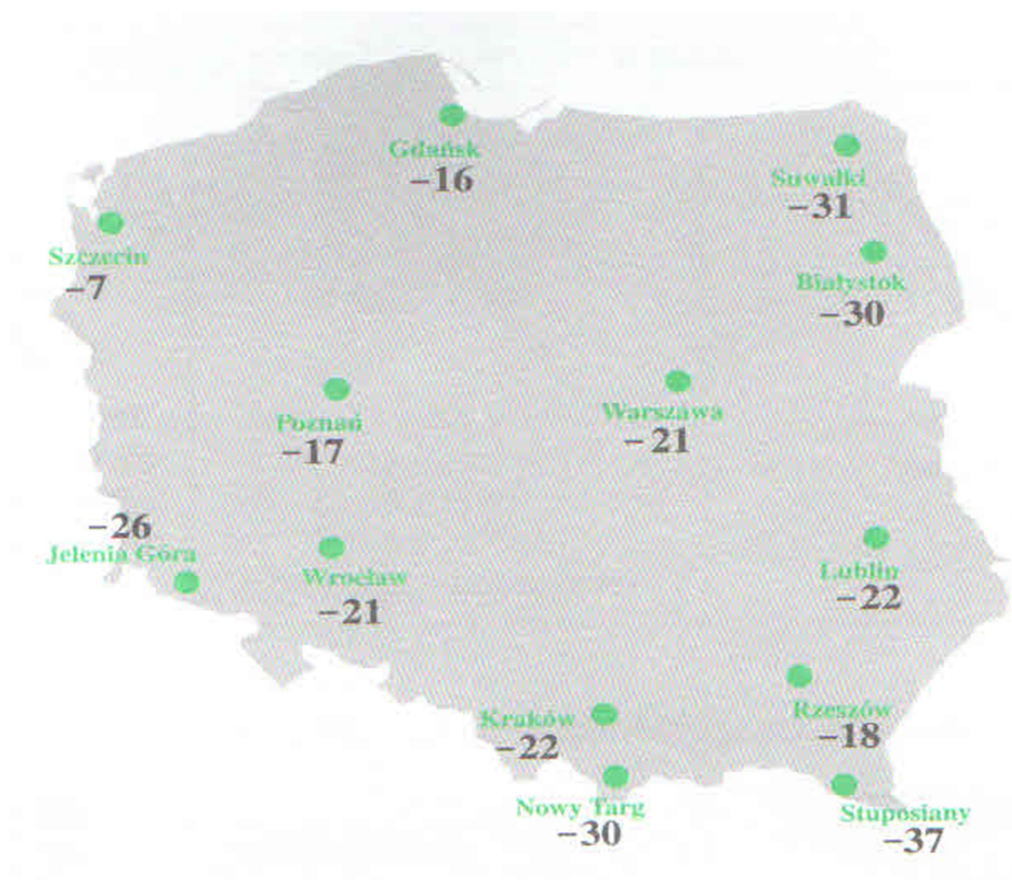 Gdańsk
−16
Suwałki
−31
Szczecin
−7
Białystok
−30
Poznań
−17
Warszawa
−21
−26
Jelenia Góra
Wrocław
−21
Lublin
−22
Kraków
−22
Rzeszów
−18
Nowy Targ
−30
Stuposiany
−37